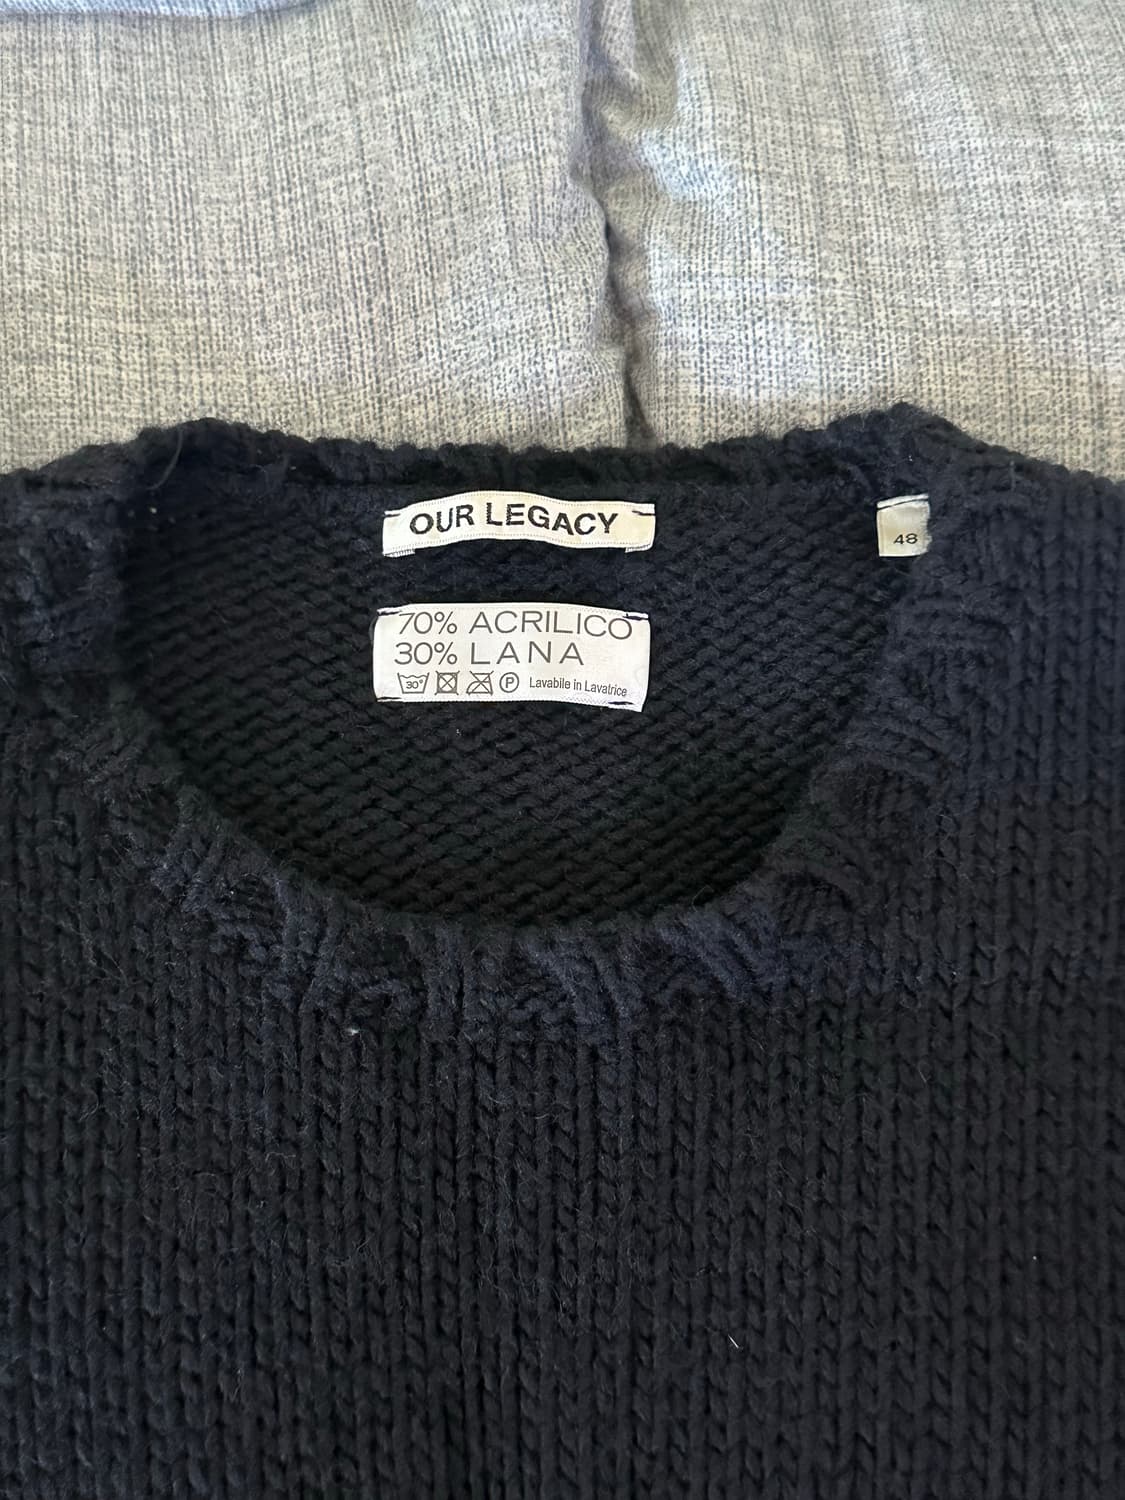 OUR LEGACY
48
70% ACRILICO
30% LANA
30° P Lavabile in Lavatrice